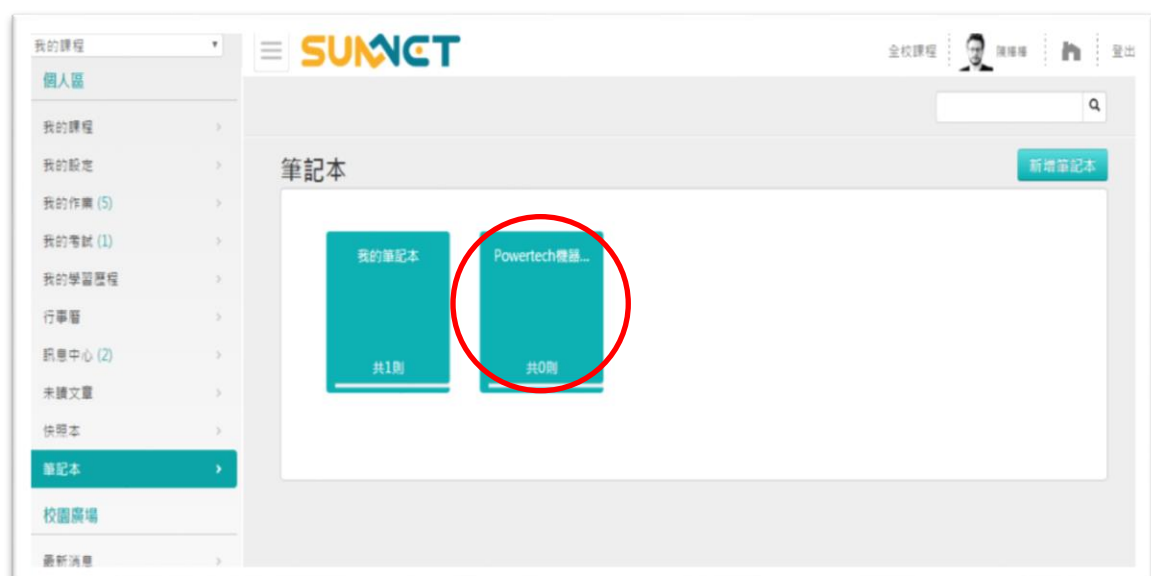 我的課程
SUNNET
全校課程
登出
個人區
我的課程
我的設定
我的作業 (5)
我的考試 (1)
我的學習歷程
行事曆
訊息中心 (2)
未讀文章
快照本
筆記本
校園廣場
最新消息
筆記本
新增筆記本
我的筆記本
共1則
Powertech機器...
共0則